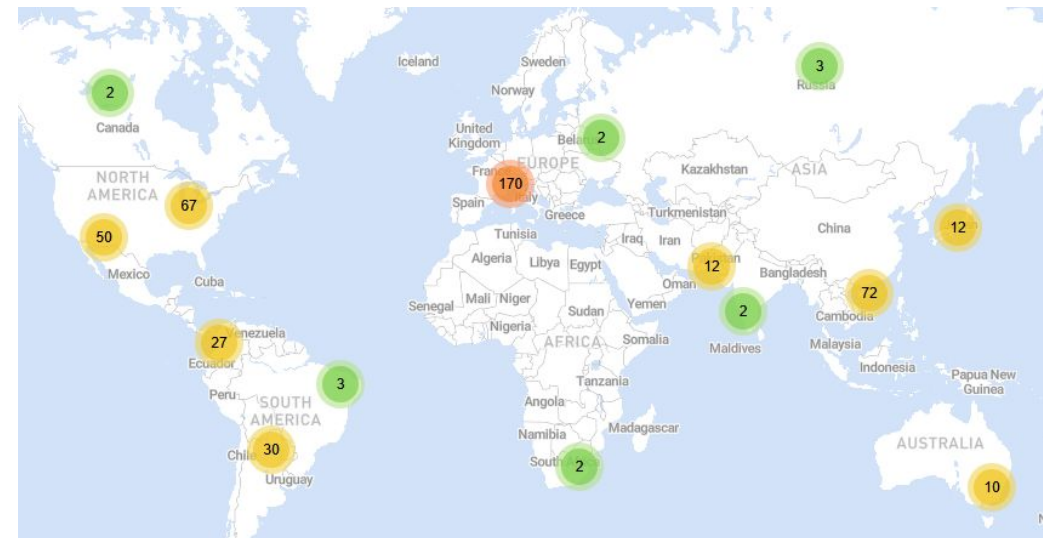 Iceland
Sweden
3
Russia
2
Norway
Canada
United
Kingdom
2
EUROPE
Kazakhstan
ASIA
NORTH
AMERICA
170
67
Spain
Turkmenistan
Greece
50
Tunisia
Iraq
Iran
China
12
Algeria
Libya
Egypt
12
Mexico
Cuba
Oman
Bangladesh
72
Senegal
Mali
Niger
Sudan
Yemen
2
Cambodia
Nigeria
27
Venezuela
AFRICA
Somalia
Maldives
Malaysia
Ecuador
Indonesia
Papua New
Guinea
3
Peru
Tanzania
SOUTH
AMERICA
Angola
Namibia
Madagascar
AUSTRALIA
30
Chile
South
2
Uruguay
10